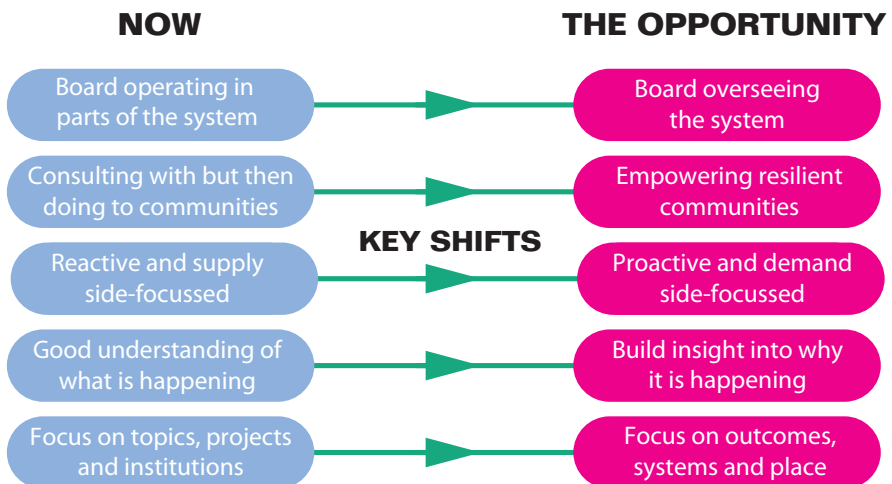 NOW
THE OPPORTUNITY
Board operating in
parts of the system
Board overseeing
the system
Consulting with but then
doing to communities
Empowering resilient
communities
KEY SHIFTS
Reactive and supply
side-focussed
Proactive and demand
side-focussed
Good understanding of
what is happening
Build insight into why
it is happening
Focus on topics, projects
and institutions
Focus on outcomes,
systems and place